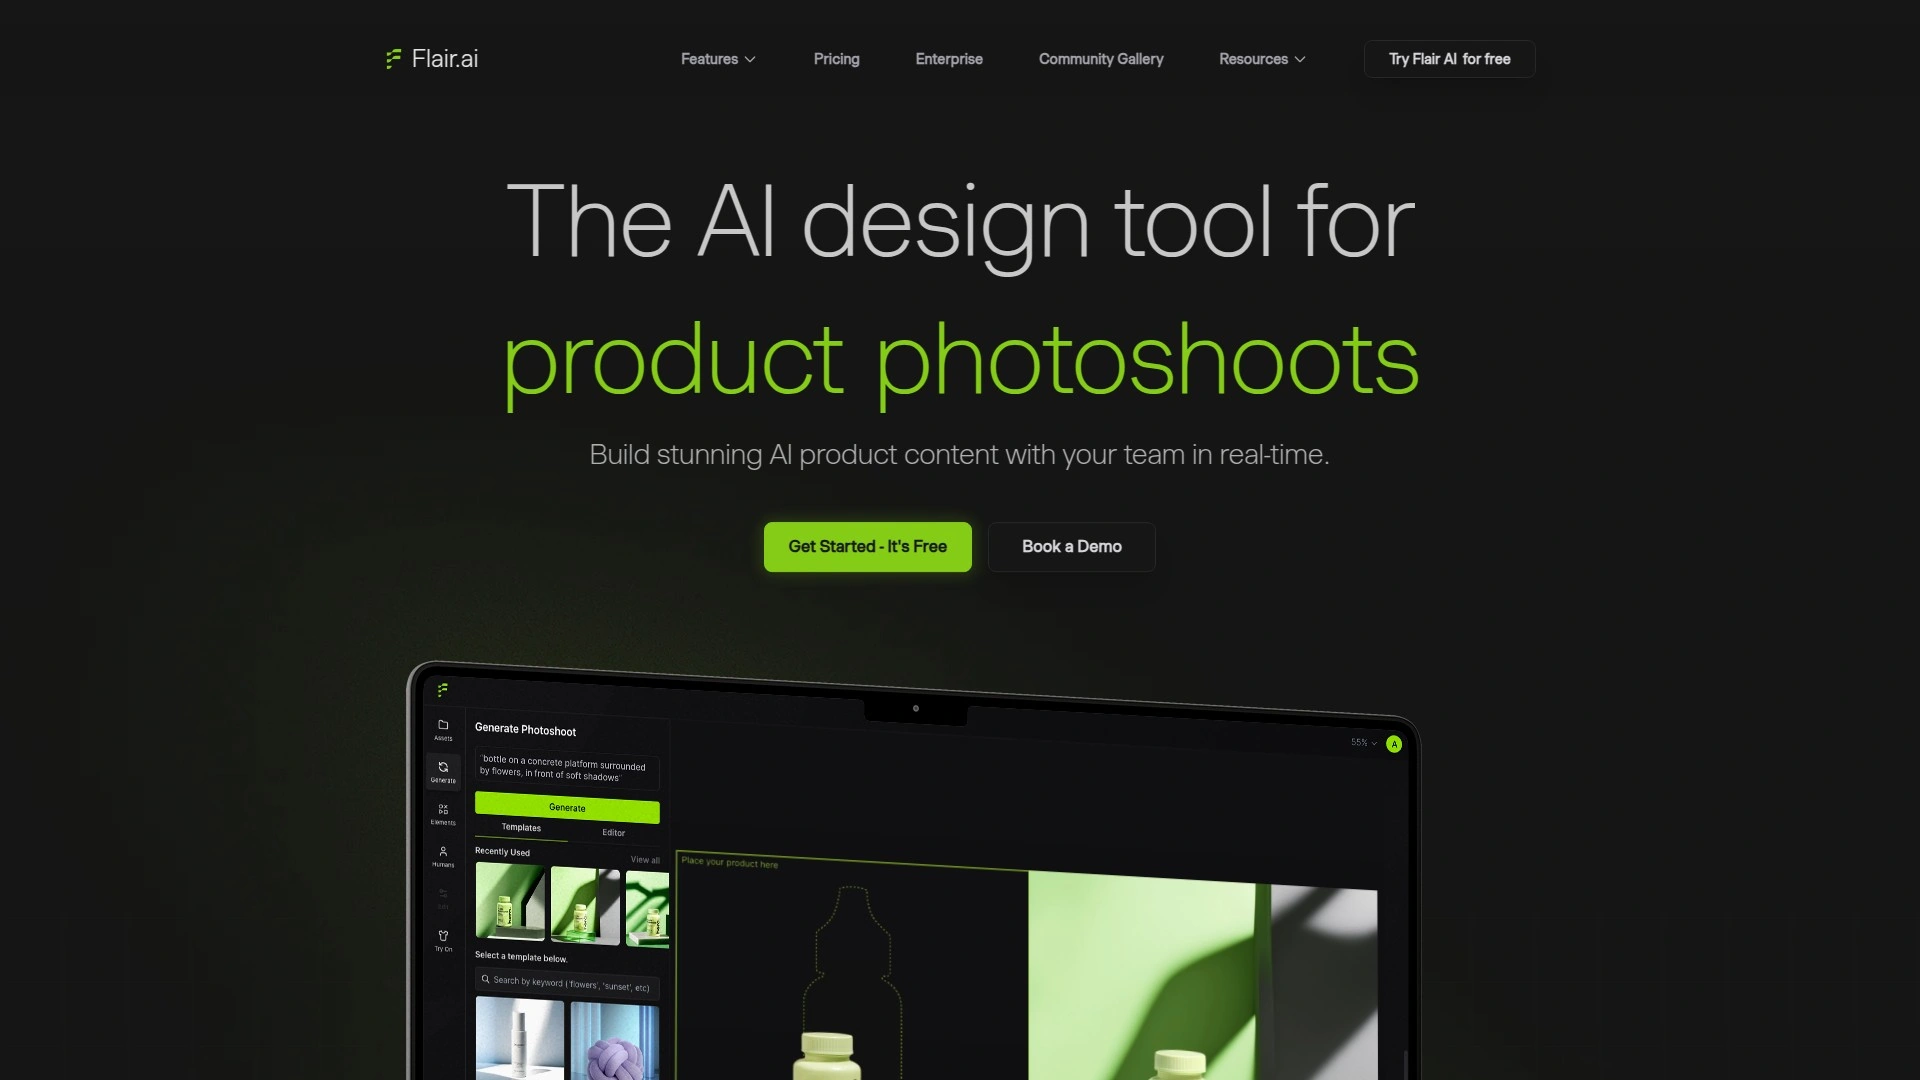 Flair.ai
Features
Pricing
Enterprise
Community Gallery
Resources
Try Flair AI for free
The AI design tool for
product photoshoots
Build stunning AI product content with your team in real-time.
Get Started - It's Free
Book a Demo
Assets
Generate
Elements
Humans
Try On
Generate Photoshoot
"bottle on a concrete platform surrounded
by flowers, in front of soft shadows"
Generate
Templates
Editor
Recently Used
View all
Select a template below.
Search by keyword ('flowers', 'sunset', etc)
55%
A
Place your product here